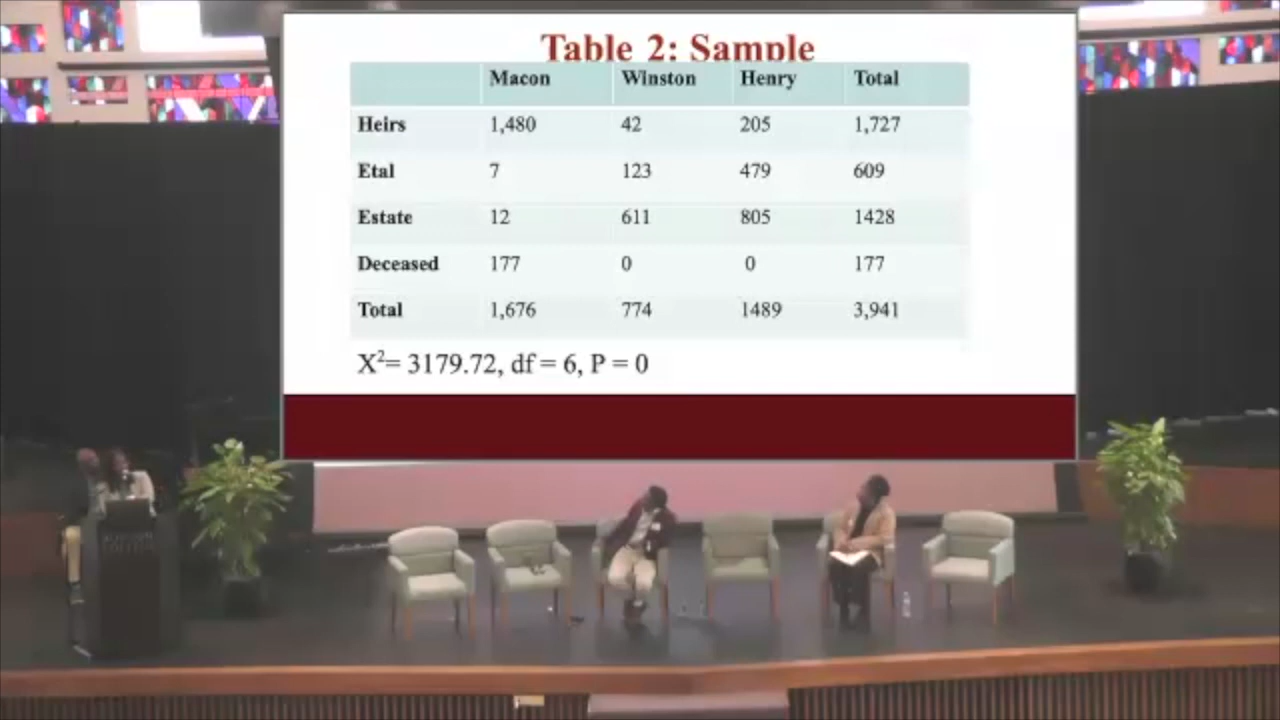 Table 2: Sample
Macon Winston Henry Total
Heirs 1,480 42 205 1,727
Etal 7 123 479 609
Estate 12 611 805 1428
Deceased 177 0 0 177
Total 1,676 774 1489 3,941
X²= 3179.72, df = 6, P = 0